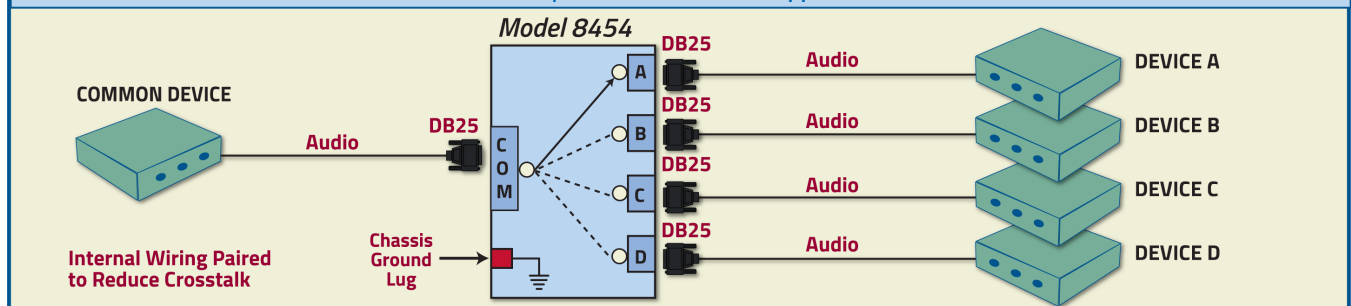 Model 8454
COMMON DEVICE
Audio
DB25
C
O
M
A
B
C
D
DB25
DB25
DB25
DB25
Audio
Audio
Audio
Audio
DEVICE A
DEVICE B
DEVICE C
DEVICE D
Internal Wiring Paired
to Reduce Crosstalk
Chassis
Ground
Lug